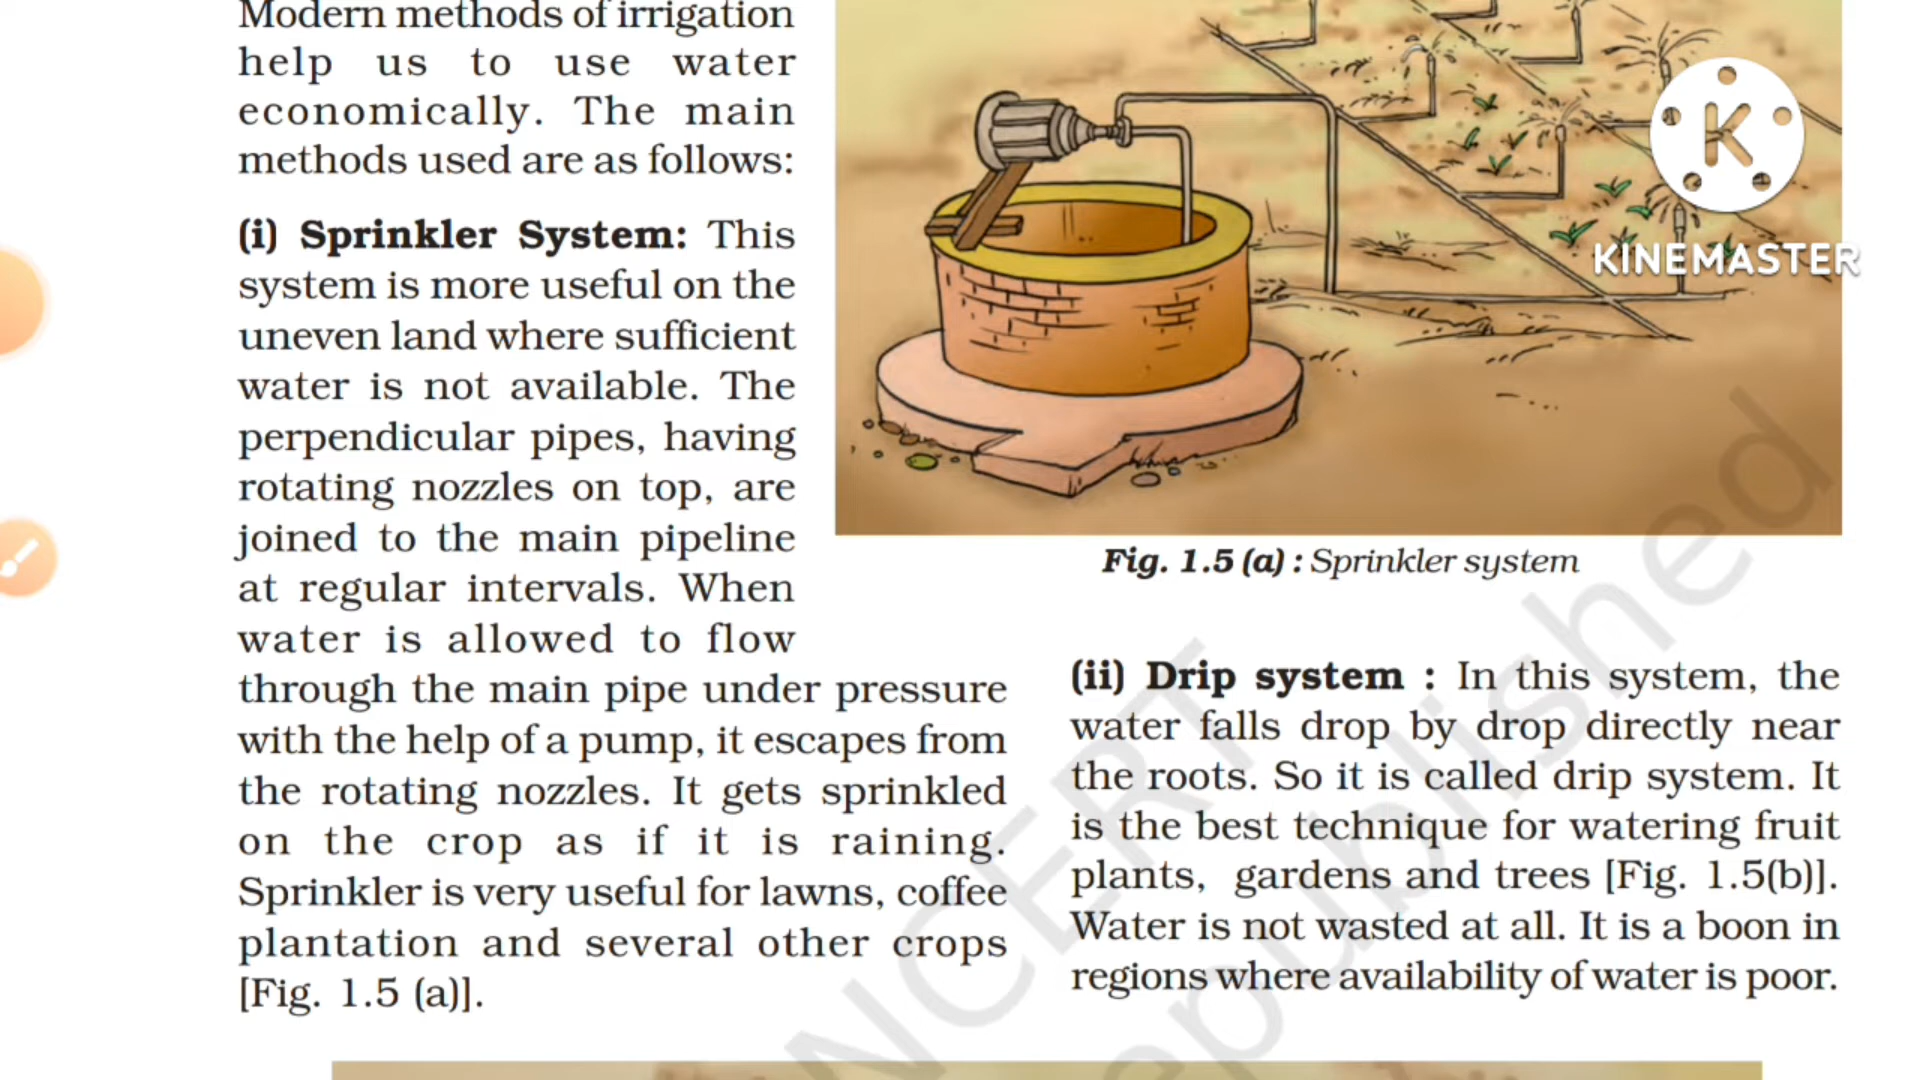 Modern methods of irrigation
help us to use water
economically. The main
methods used are as follows:
(i) Sprinkler System: This
system is more useful on the
uneven land where sufficient
water is not available. The
perpendicular pipes, having
rotating nozzles on top, are
joined to the main pipeline
at regular intervals. When
water is allowed to flow
through the main pipe under pressure
with the help of a pump, it escapes from
the rotating nozzles. It gets sprinkled
on the crop as if it is raining.
Sprinkler is very useful for lawns, coffee
plantation and several other crops
[Fig. 1.5 (a)].
K
KINEMASTER
Fig. 1.5 (a) : Sprinkler system
(ii) Drip system : In this system, the
water falls drop by drop directly near
the roots. So it is called drip system. It
is the best technique for watering fruit
plants, gardens and trees [Fig. 1.5(b)].
Water is not wasted at all. It is a boon in
regions where availability of water is poor.
NCERT
republished